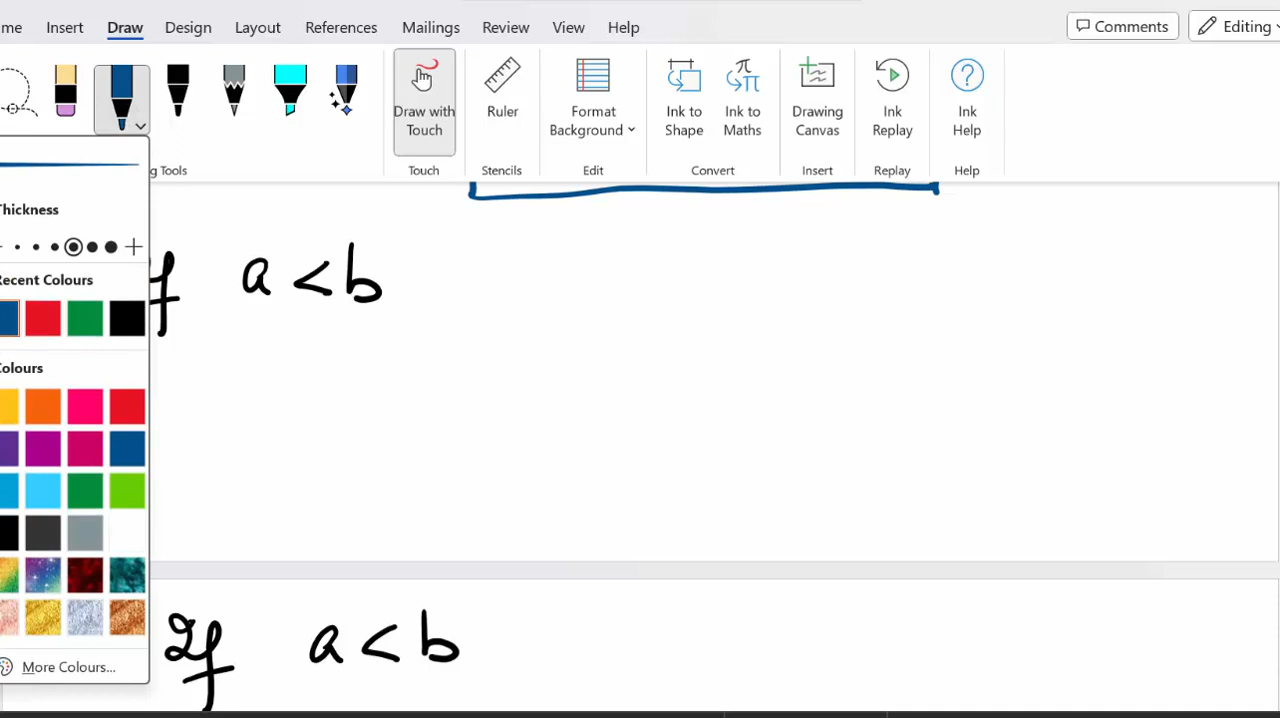 me Insert Draw Design Layout References Mailings Review View Help Comments Editing
Draw with Touch Ruler Format Background Ink to Shape Ink to Maths Drawing Canvas Ink Replay Ink Help
g Tools Touch Stencils Edit Convert Insert Replay Help
Thickness
Recent Colours
Colours
More Colours...
f a < b
If a < b